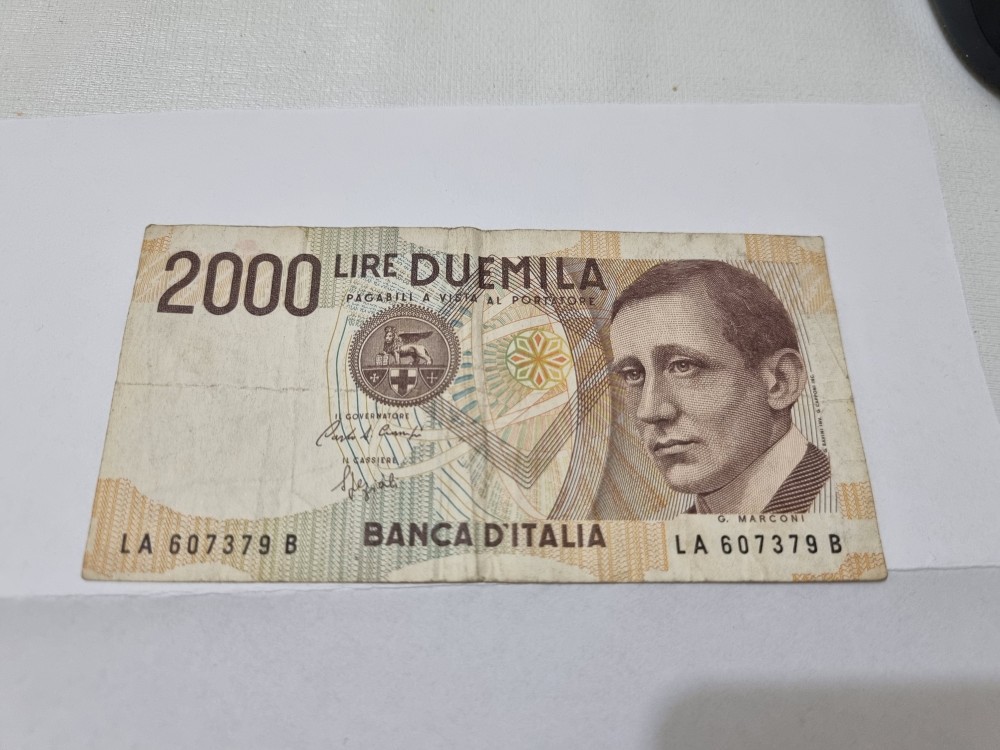 2000 LIRE DUEMILA
PAGABILI A VISTA AL PORTATORE
IL GOVERNATORE
IL CASSIERE
G. MARCONI
BANCA D'ITALIA
LA 607379 B
LA 607379 B